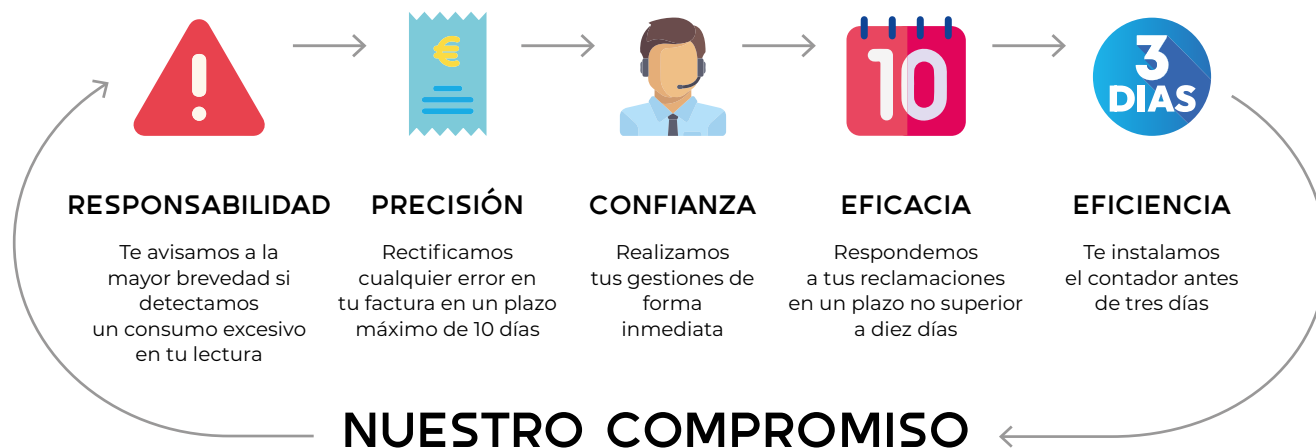 10
3
DIAS
RESPONSABILIDAD
Te avisamos a la
mayor brevedad si
detectamos
un consumo excesivo
en tu lectura
PRECISIÓN
Rectificamos
cualquier error en
tu factura en un plazo
máximo de 10 días
CONFIANZA
Realizamos
tus gestiones de
forma
inmediata
EFICACIA
Respondemos
a tus reclamaciones
en un plazo no superior
a diez días
EFICIENCIA
Te instalamos
el contador antes
de tres días
NUESTRO COMPROMISO